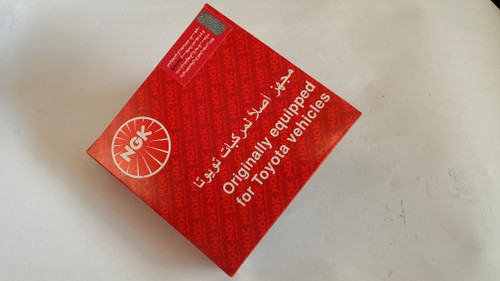 NGK
مجهز أصلاً لمركبات تويوتا
Originally equipped
for Toyota vehicles